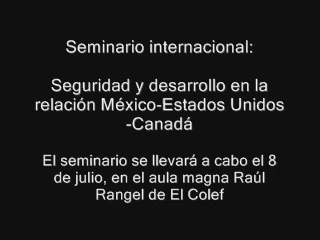 Seminario internacional:
Seguridad y desarrollo en la
relación México-Estados Unidos
-Canadá
El seminario se llevará a cabo el 8
de julio, en el aula magna Raúl
Rangel de El Colef